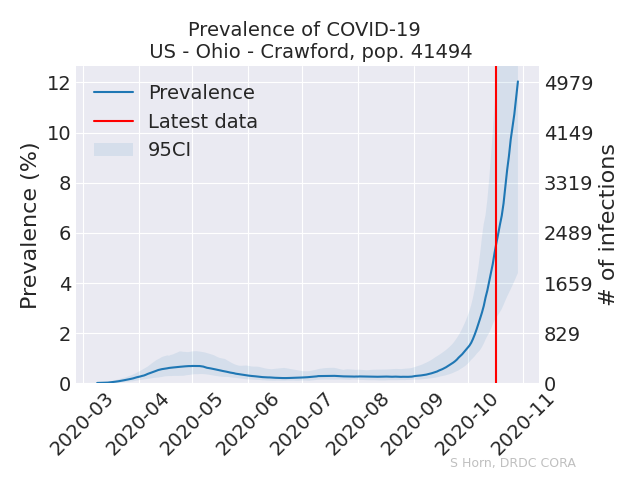 Prevalence of COVID-19
US - Ohio - Crawford, pop. 41494
Prevalence
Latest data
95CI
Prevalence (%)
12
10
8
6
4
2
0
4979
4149
3319
2489
1659
829
0
# of infections
2020-03
2020-04
2020-05
2020-06
2020-07
2020-08
2020-09
2020-10
2020-11
S Horn, DRDC CORA